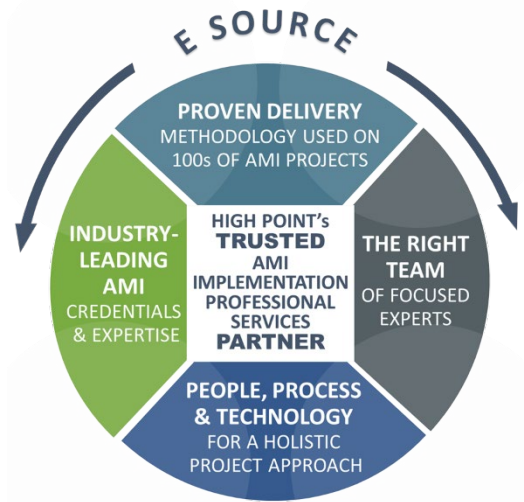 E SOURCE
PROVEN DELIVERY
METHODOLOGY USED ON
100s OF AMI PROJECTS
INDUSTRY-
LEADING
AMI
CREDENTIALS
& EXPERTISE
HIGH POINT's
TRUSTED
AMI
IMPLEMENTATION
PROFESSIONAL
SERVICES
PARTNER
THE RIGHT
TEAM
OF FOCUSED
EXPERTS
PEOPLE, PROCESS
& TECHNOLOGY
FOR A HOLISTIC
PROJECT APPROACH